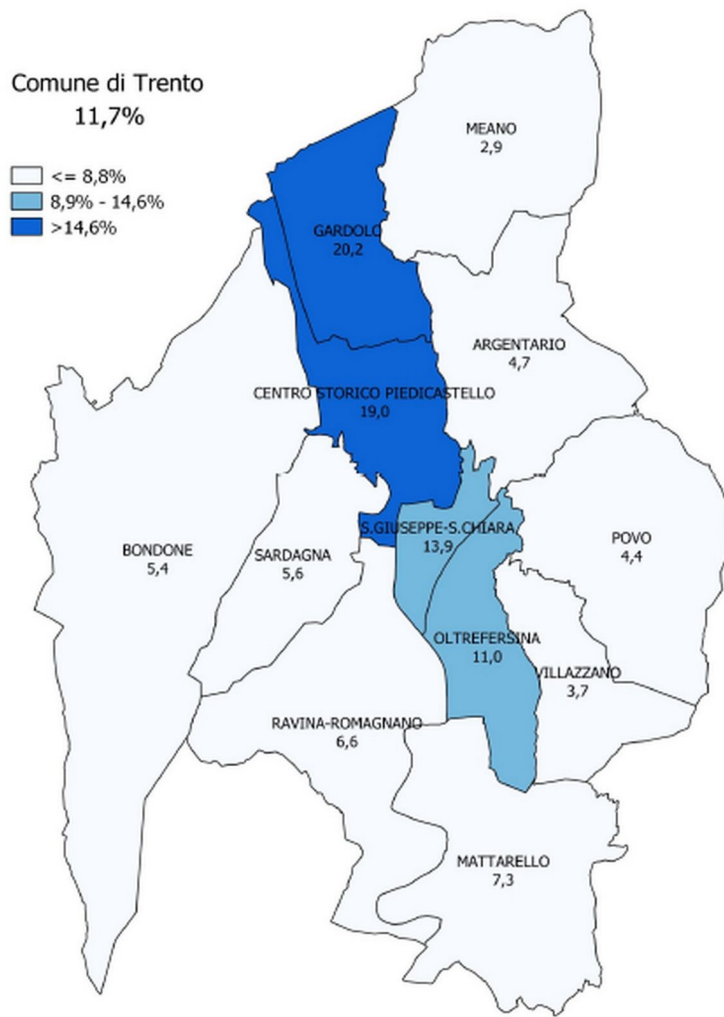 Comune di Trento
11,7%
<= 8,8%
8,9% - 14,6%
>14,6%
MEANO
2,9
GARDOLO
20,2
ARGENTARIO
4,7
CENTRO STORICO PIEDICASTELLO
19,0
S.GIUSEPPE-S.CHIARA
13,9
POVO
4,4
BONDONE
5,4
SARDAGNA
5,6
OLTREFERSINA
11,0
VILLAZZANO
3,7
RAVINA-ROMAGNANO
6,6
MATTARELLO
7,3